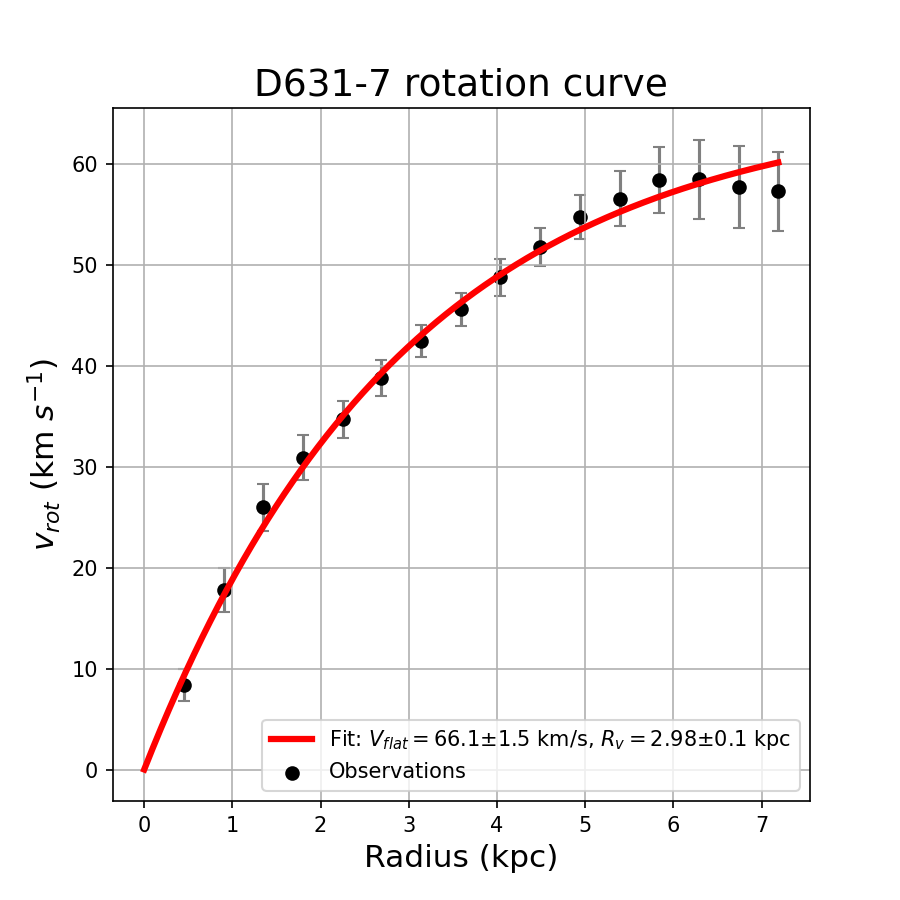 D631-7 rotation curve
60
50
40
30
20
10
0
v_rot (km s⁻¹)
Fit: V_flat = 66.1±1.5 km/s, R_v = 2.98±0.1 kpc
Observations
0 1 2 3 4 5 6 7
Radius (kpc)